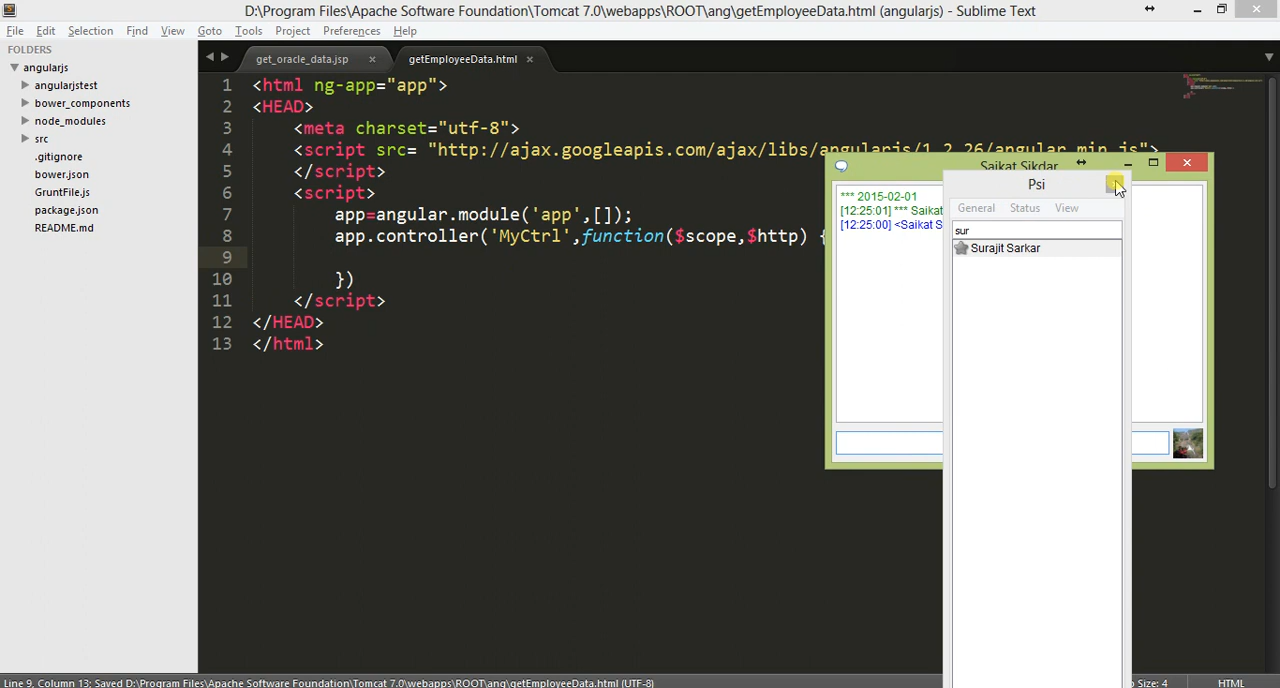 D:\Program Files\Apache Software Foundation\Tomcat 7.0\webapps\ROOT\ang\getEmployeeData.html (angularjs) - Sublime Text
File Edit Selection Find View Goto Tools Project Preferences Help
FOLDERS
angularjs
angularjstest
bower_components
node_modules
src
.gitignore
bower.json
GruntFile.js
package.json
README.md
get_oracle_data.jsp × getEmployeeData.html ×
1 <html ng-app="app">
2 <HEAD>
3 <meta charset="utf-8">
4 <script src= "http://ajax.googleapis.com/ajax/libs/angularjs/1.2.26/angular.min.js">
5 </script>
6 <script>
7 app=angular.module('app',[]);
8 app.controller('MyCtrl',function($scope,$http) {
9
10 })
11 </script>
12 </HEAD>
13 </html>
Saikat Sikdar
*** 2015-02-01
[12:25:01] *** Saikat
[12:25:00] <Saikat S
Psi
General Status View
sur
Surajit Sarkar
Line 9, Column 13; Saved D:\Program Files\Apache Software Foundation\Tomcat 7.0\webapps\ROOT\ang\getEmployeeData.html (UTF-8)
Size: 4 HTML